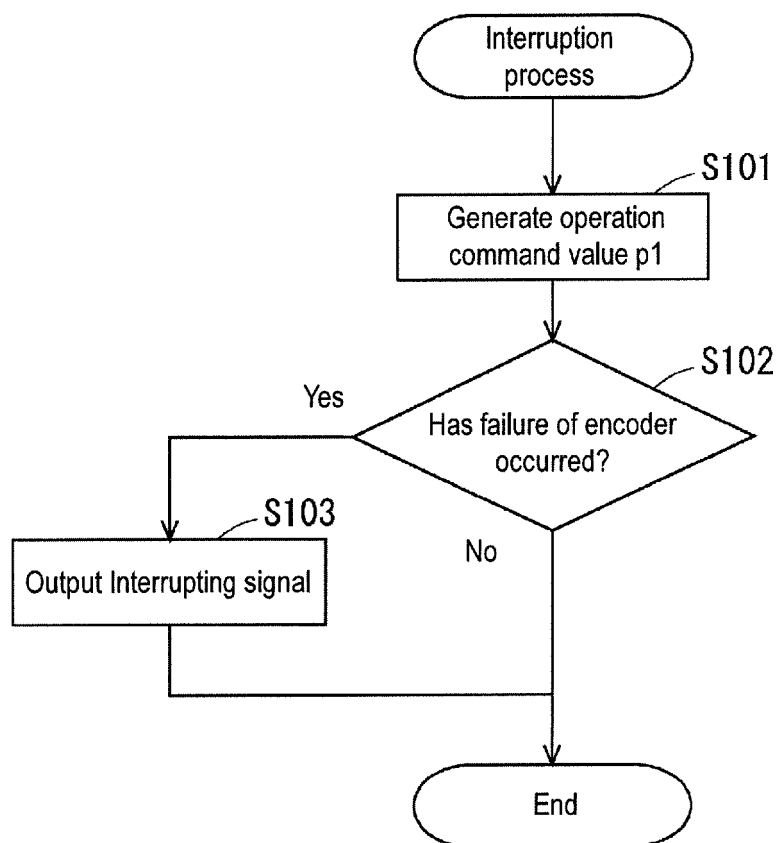 Interruption
process
S101
Generate operation
command value p1
S102
Yes
Has failure of encoder
occurred?
S103
No
Output Interrupting signal
End